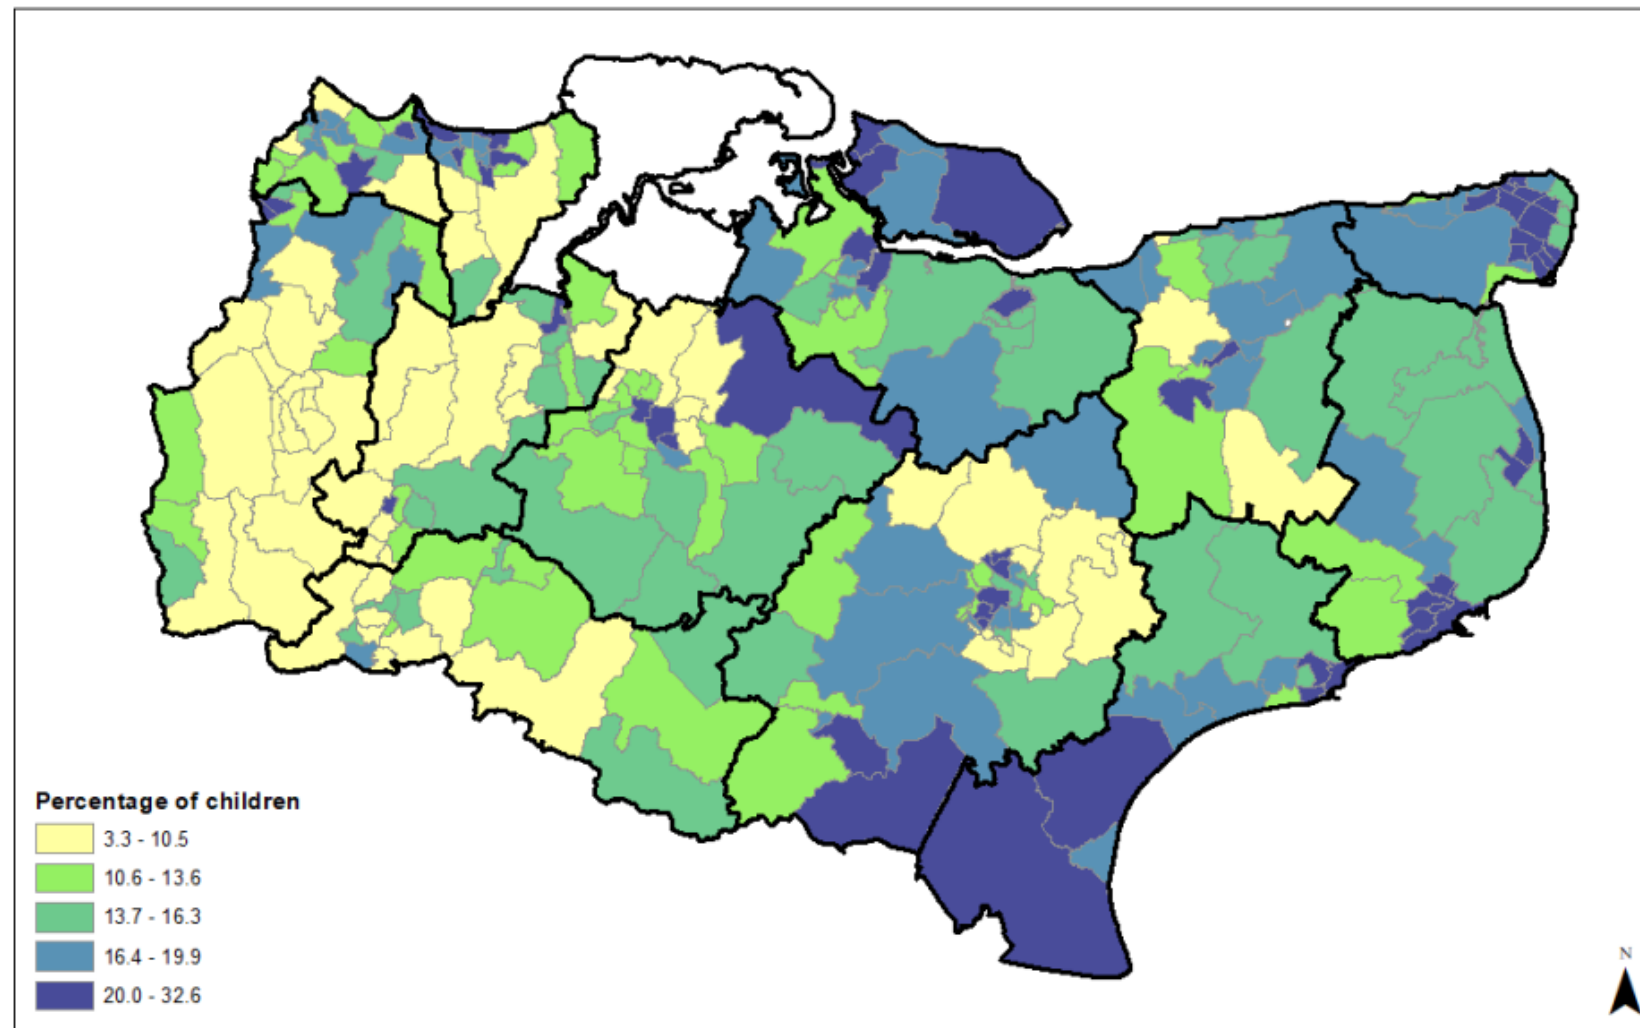 Percentage of children
3.3 - 10.5
10.6 - 13.6
13.7 - 16.3
16.4 - 19.9
20.0 - 32.6
N